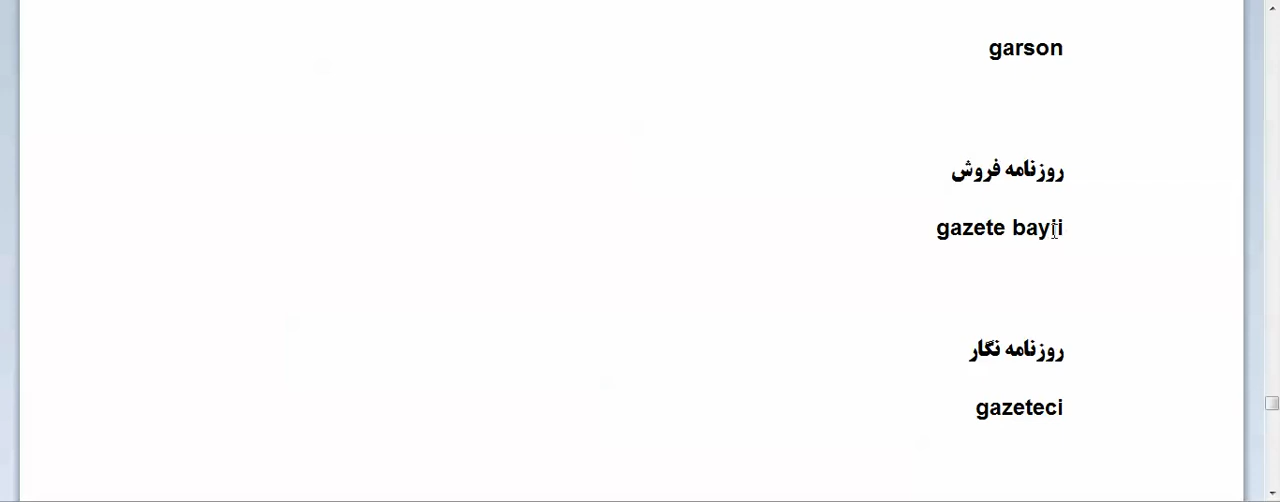 garson
روزنامه فروش
gazete bayii
روزنامه نگار
gazeteci